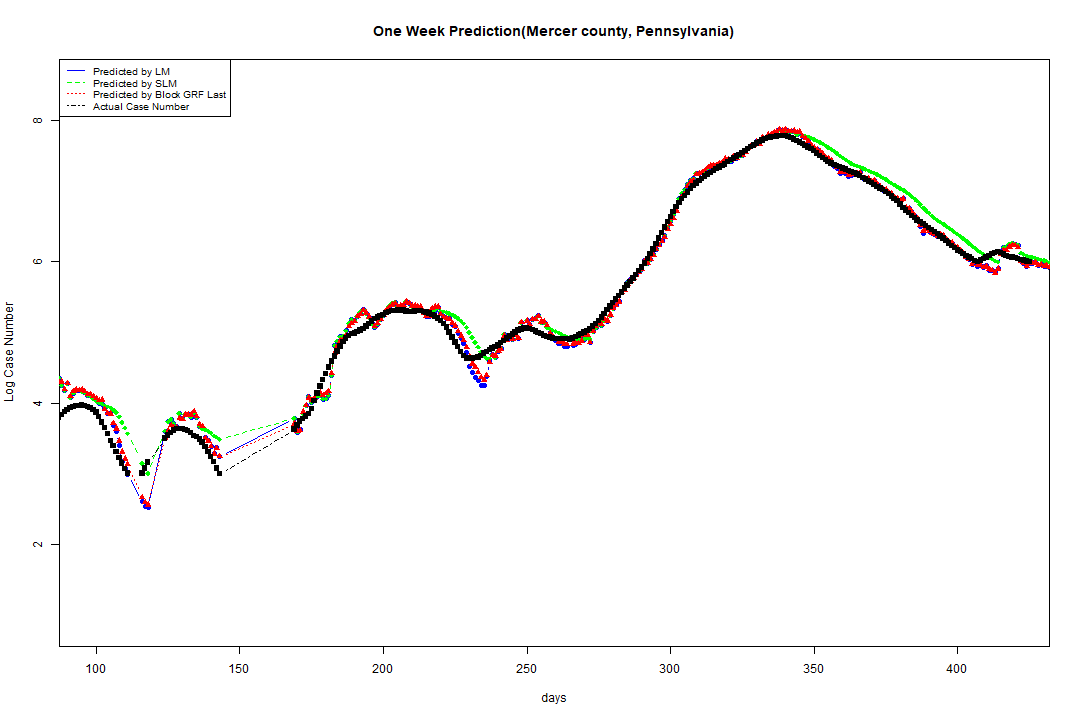 One Week Prediction(Mercer county, Pennsylvania)
Predicted by LM
Predicted by SLM
Predicted by Block GRF Last
Actual Case Number
8
6
4
2
Log Case Number
100 150 200 250 300 350 400
days